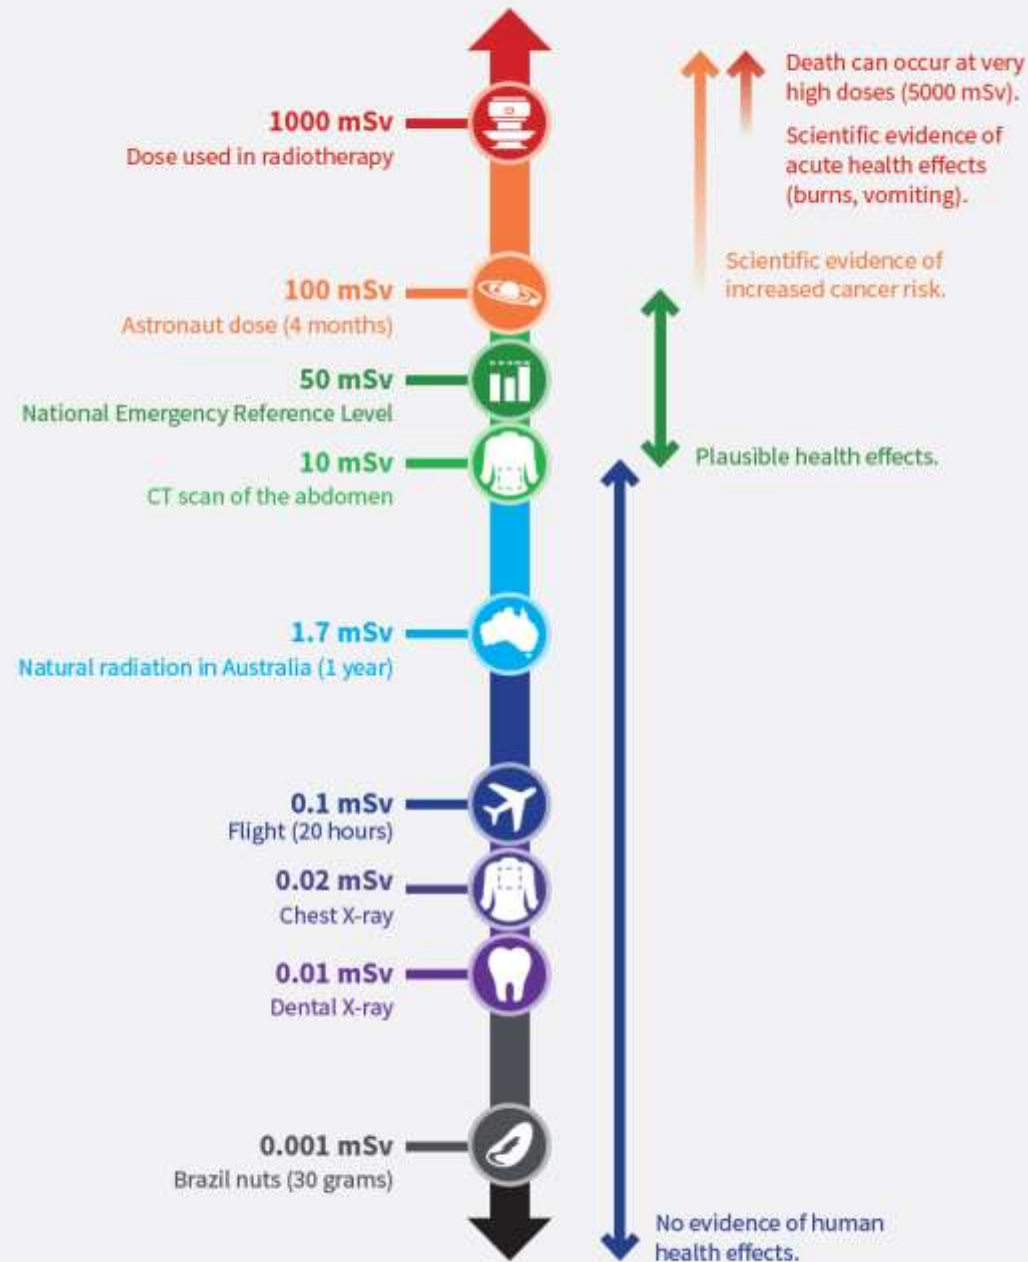 1000 mSv
Dose used in radiotherapy
100 mSv
Astronaut dose (4 months)
50 mSv
National Emergency Reference Level
10 mSv
CT scan of the abdomen
1.7 mSv
Natural radiation in Australia (1 year)
0.1 mSv
Flight (20 hours)
0.02 mSv
Chest X-ray
0.01 mSv
Dental X-ray
0.001 mSv
Brazil nuts (30 grams)
Death can occur at very
high doses (5000 mSv).
Scientific evidence of
acute health effects
(burns, vomiting).
Scientific evidence of
increased cancer risk.
Plausible health effects.
No evidence of human
health effects.